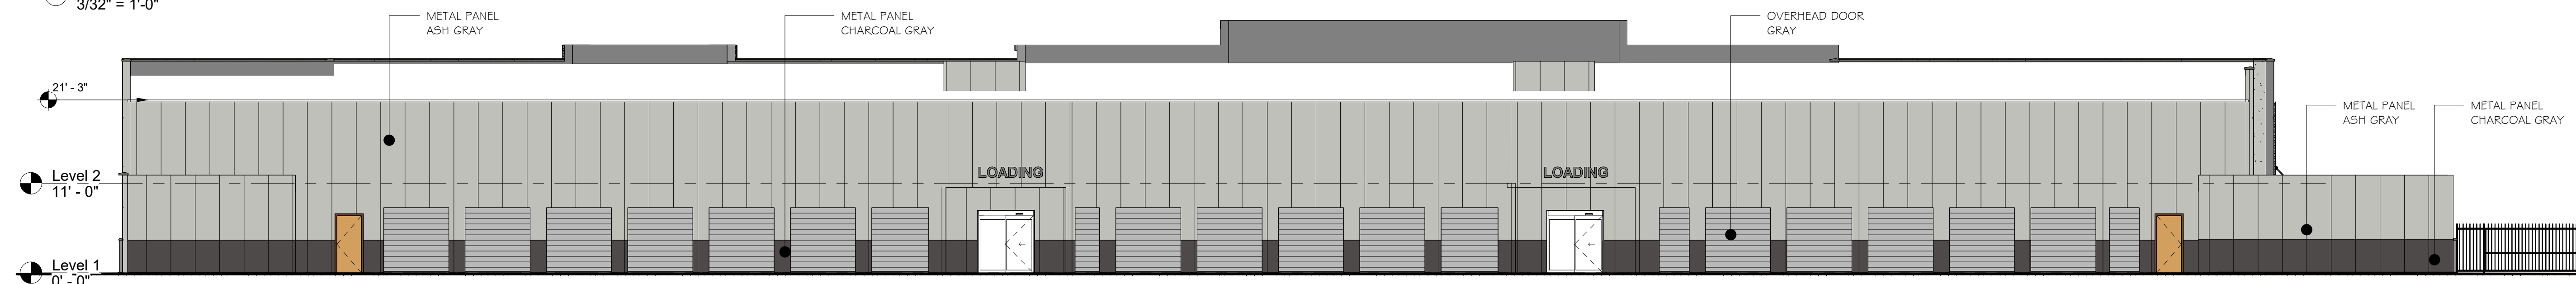 3/32" = 1'-0"
METAL PANEL
ASH GRAY
METAL PANEL
CHARCOAL GRAY
OVERHEAD DOOR
GRAY
21' - 3"
METAL PANEL
ASH GRAY
METAL PANEL
CHARCOAL GRAY
LOADING
LOADING
Level 2
11' - 0"
Level 1
0' - 0"